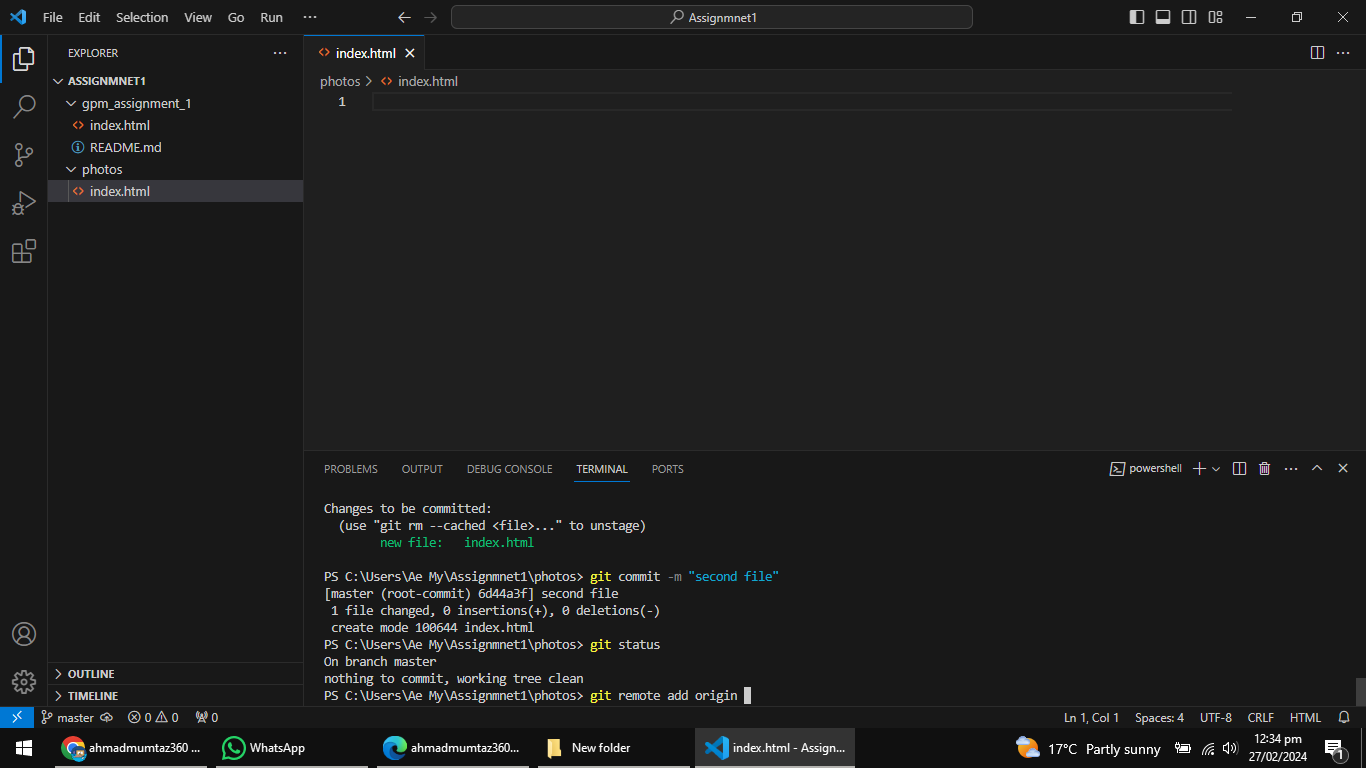 File Edit Selection View Go Run ···
Assignmnet1
EXPLORER ···
ASSIGNMNET1
gpm_assignment_1
index.html
README.md
photos
index.html
OUTLINE
TIMELINE
index.html
photos > index.html
1
PROBLEMS OUTPUT DEBUG CONSOLE TERMINAL PORTS
powershell
Changes to be committed:
(use "git rm --cached <file>..." to unstage)
new file: index.html
PS C:\Users\Ae My\Assignmnet1\photos> git commit -m "second file"
[master (root-commit) 6d44a3f] second file
1 file changed, 0 insertions(+), 0 deletions(-)
create mode 100644 index.html
PS C:\Users\Ae My\Assignmnet1\photos> git status
On branch master
nothing to commit, working tree clean
PS C:\Users\Ae My\Assignmnet1\photos> git remote add origin
master 0 0 0 Ln 1, Col 1 Spaces: 4 UTF-8 CRLF HTML
ahmadmumtaz360 ... WhatsApp ahmadmumtaz360... New folder index.html - Assign... 17°C Partly sunny 12:34 pm
27/02/2024 1